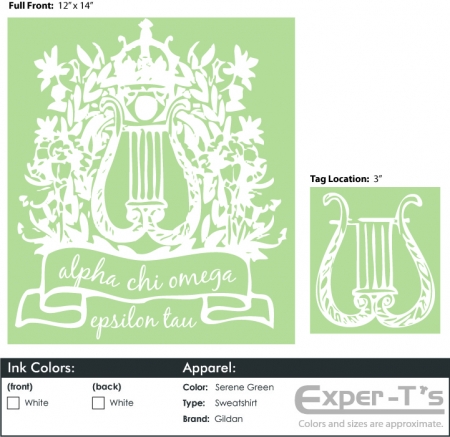 Full Front: 12" x 14"
alpha chi omega
epsilon tau
Tag Location: 3"
Ink Colors:
(front) (back)
White White
Apparel:
Color: Serene Green
Type: Sweatshirt
Brand: Gildan
Exper-T's
Colors and sizes are approximate.